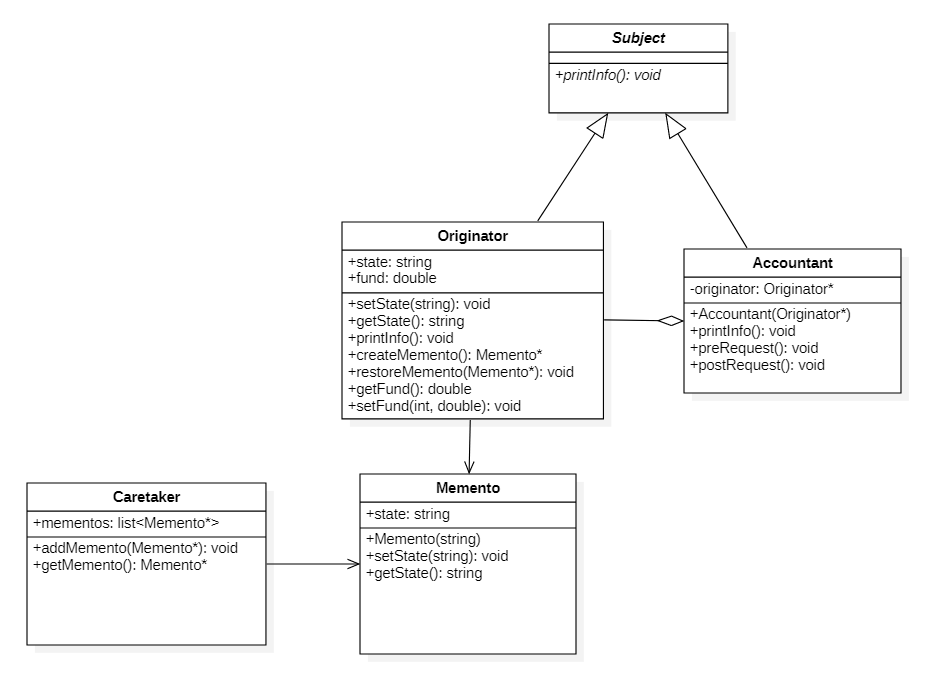 Subject
+printInfo(): void
Originator
+state: string
+fund: double
+setState(string): void
+getState(): string
+printInfo(): void
+createMemento(): Memento*
+restoreMemento(Memento*): void
+getFund(): double
+setFund(int, double): void
Accountant
-originator: Originator*
+Accountant(Originator*)
+printInfo(): void
+preRequest(): void
+postRequest(): void
Caretaker
+mementos: list<Memento*>
+addMemento(Memento*): void
+getMemento(): Memento*
Memento
+state: string
+Memento(string)
+setState(string): void
+getState(): string